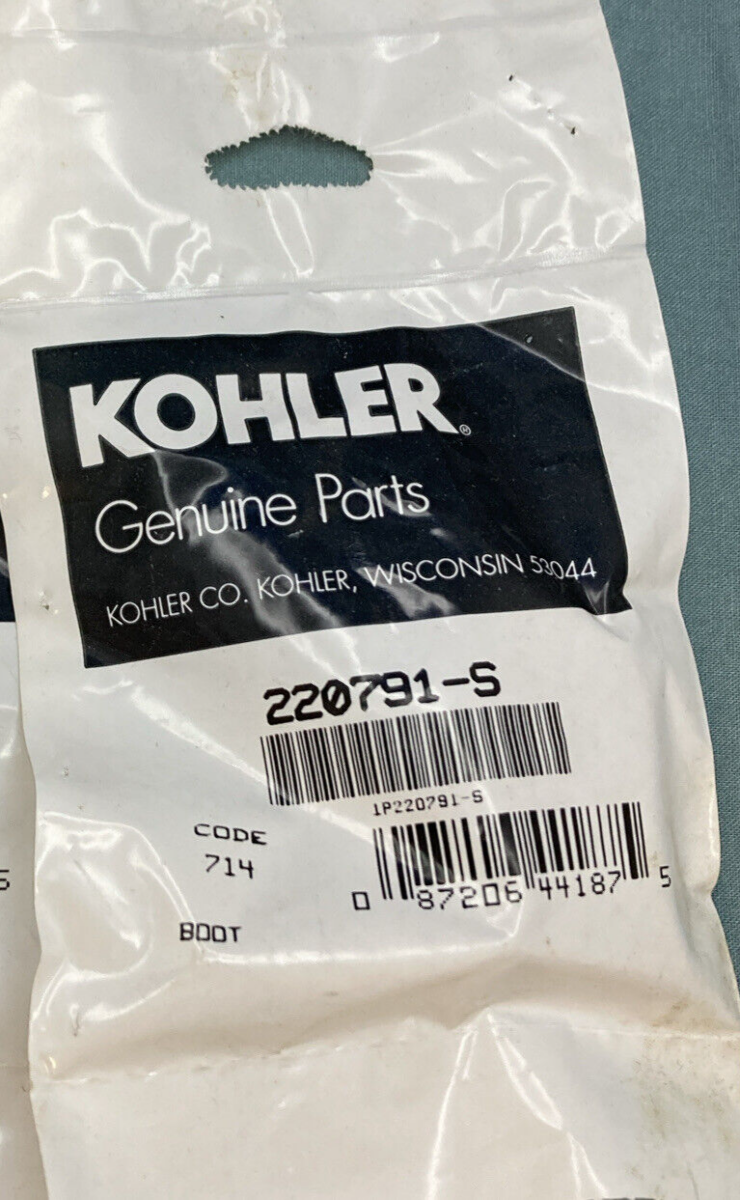 KOHLER®
Genuine Parts
KOHLER CO. KOHLER, WISCONSIN 53044
220791-S
1P220791-S
CODE
714
0 87206 44187 5
BOOT